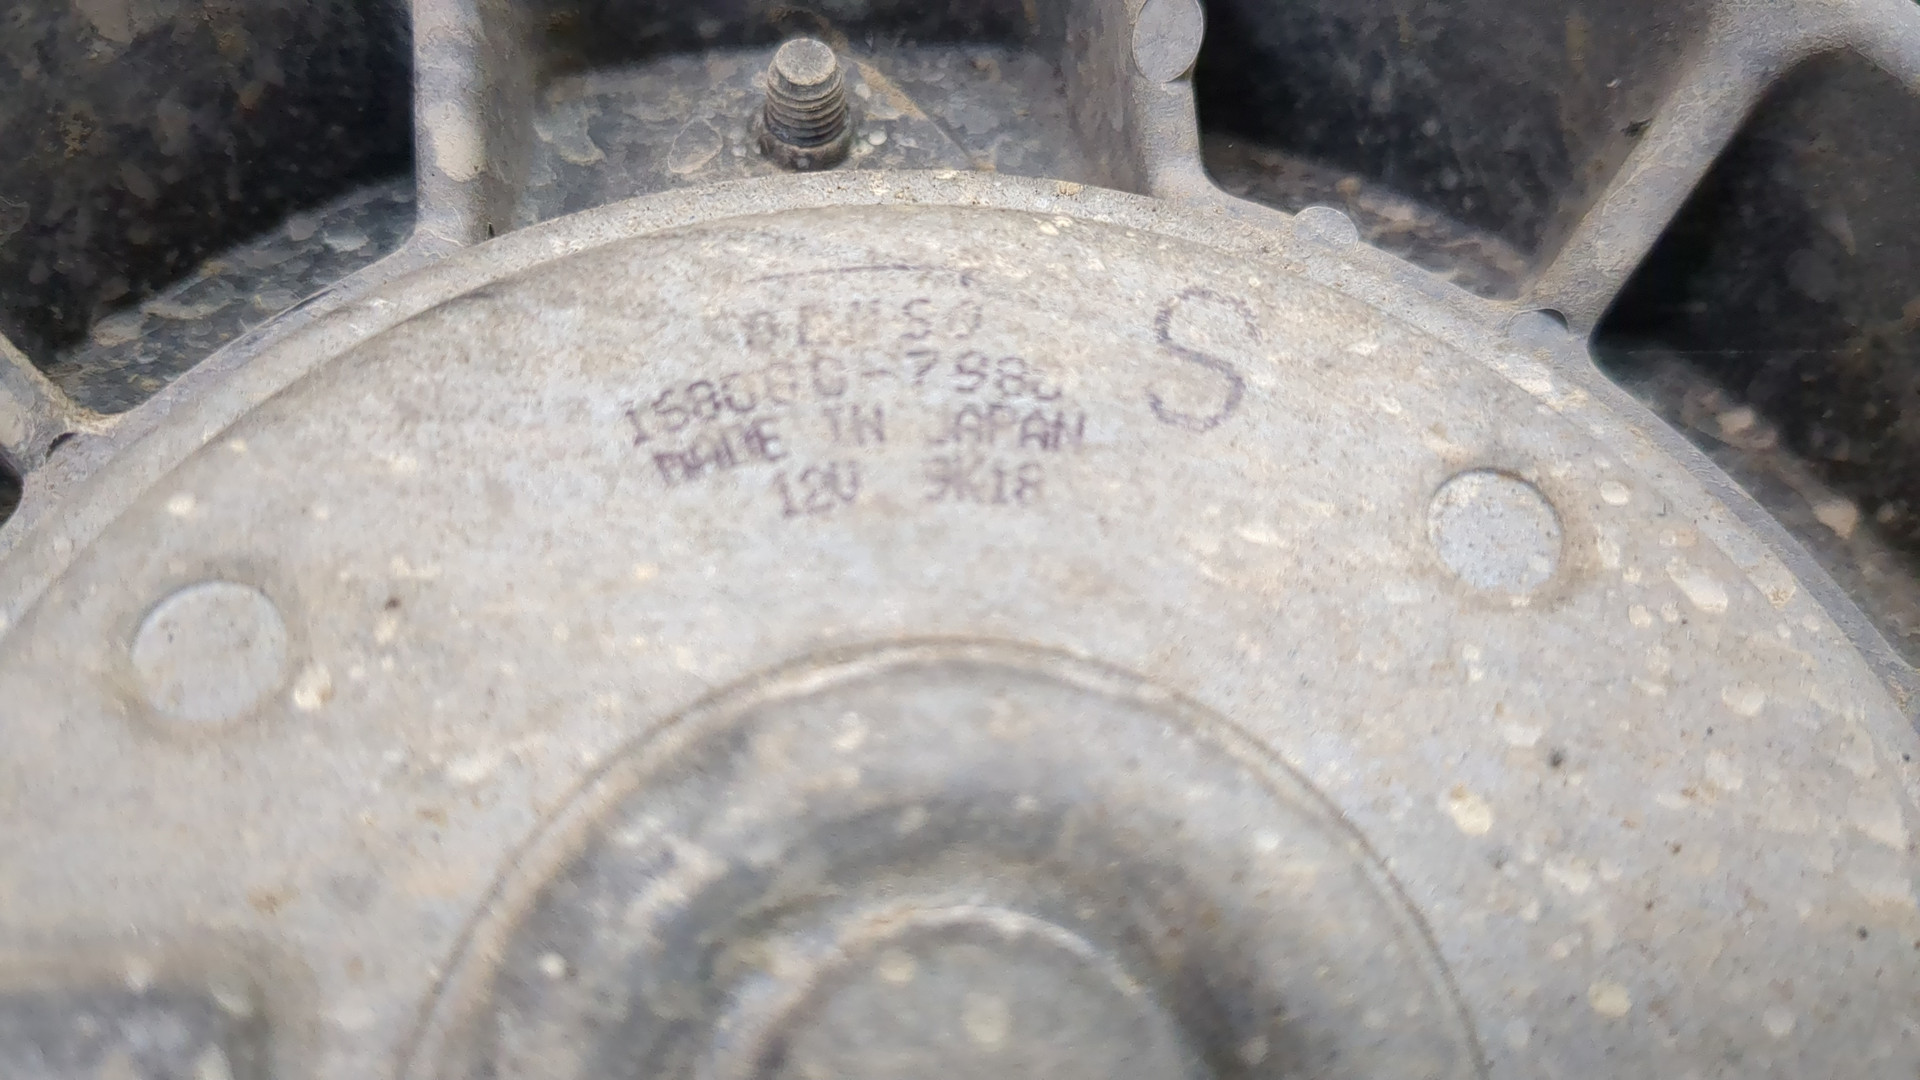 DENSO
S
168000-7980
MADE IN JAPAN
12V 9K18